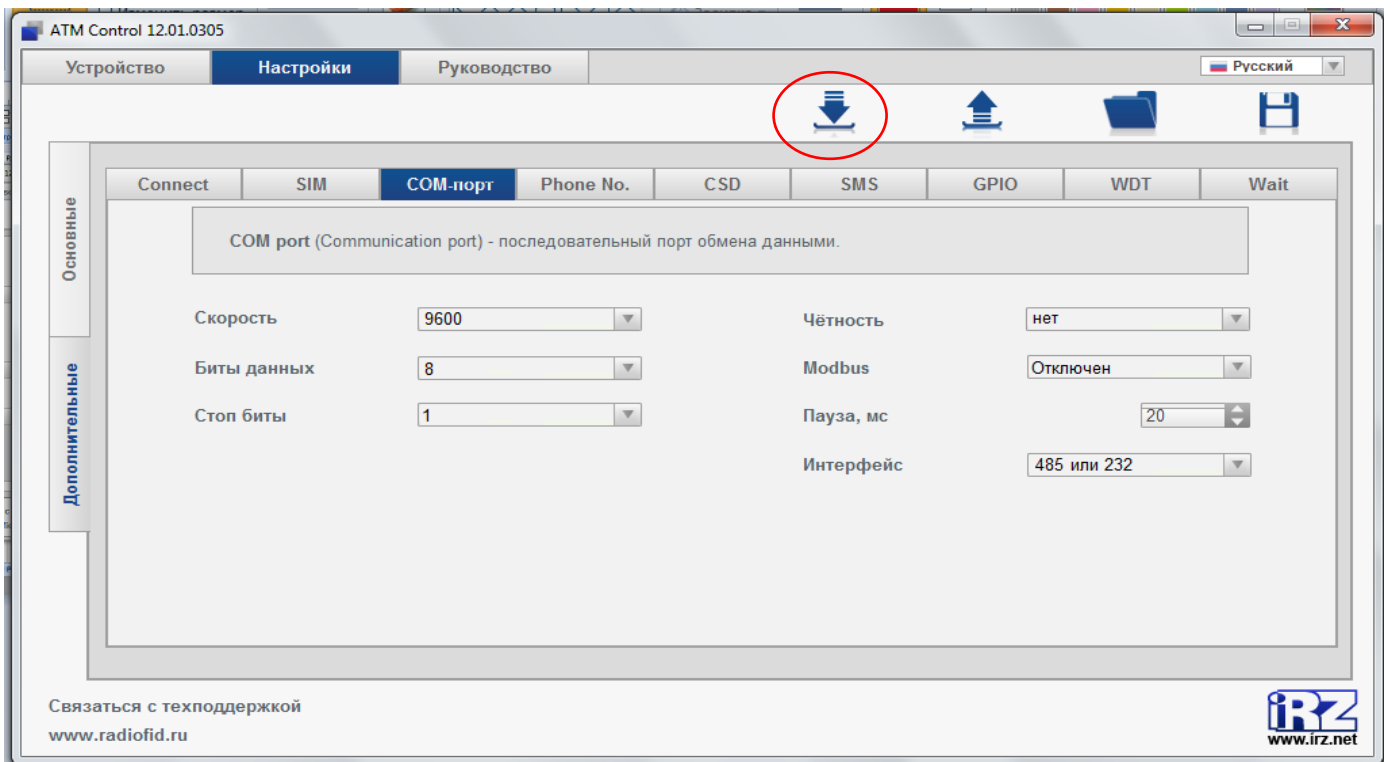 ATM Control 12.01.0305
Устройство Настройки Руководство Русский
Основные
Дополнительные
Connect SIM COM-порт Phone No. CSD SMS GPIO WDT Wait
COM port (Communication port) - последовательный порт обмена данными.
Скорость 9600 Чётность нет
Биты данных 8 Modbus Отключен
Стоп биты 1 Пауза, мс 20
Интерфейс 485 или 232
Связаться с техподдержкой
www.radiofid.ru
iRZ
www.irz.net